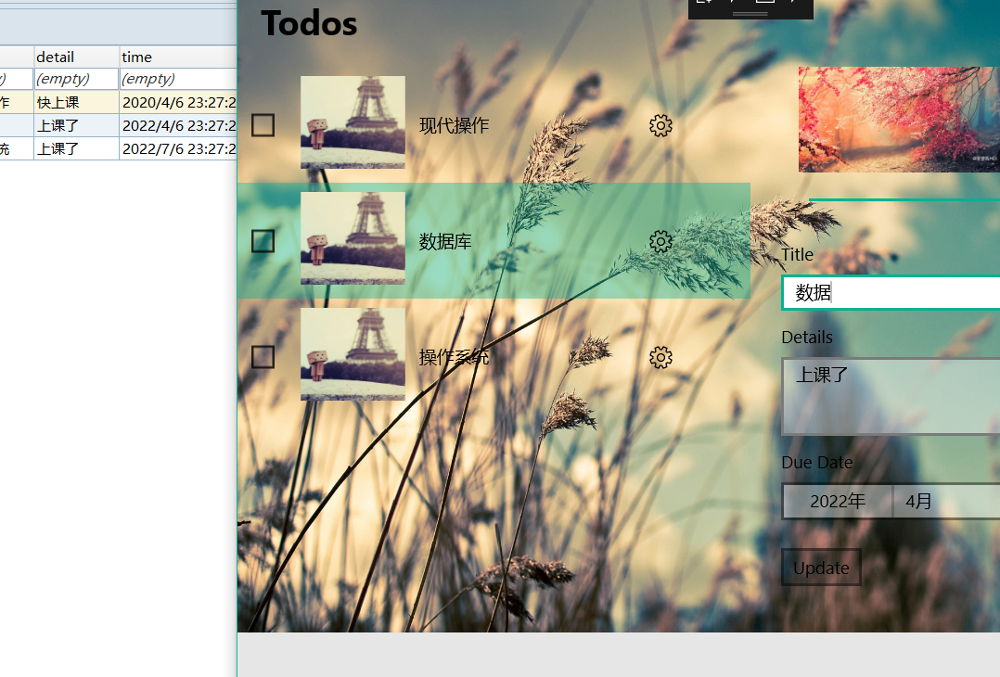 detail time
) (empty) (empty)
作 快上课 2020/4/6 23:27:2
上课了 2022/4/6 23:27:2
统 上课了 2022/7/6 23:27:2
Todos
现代操作
数据库
操作系统
Title
数据
Details
上课了
Due Date
2022年 4月
Update